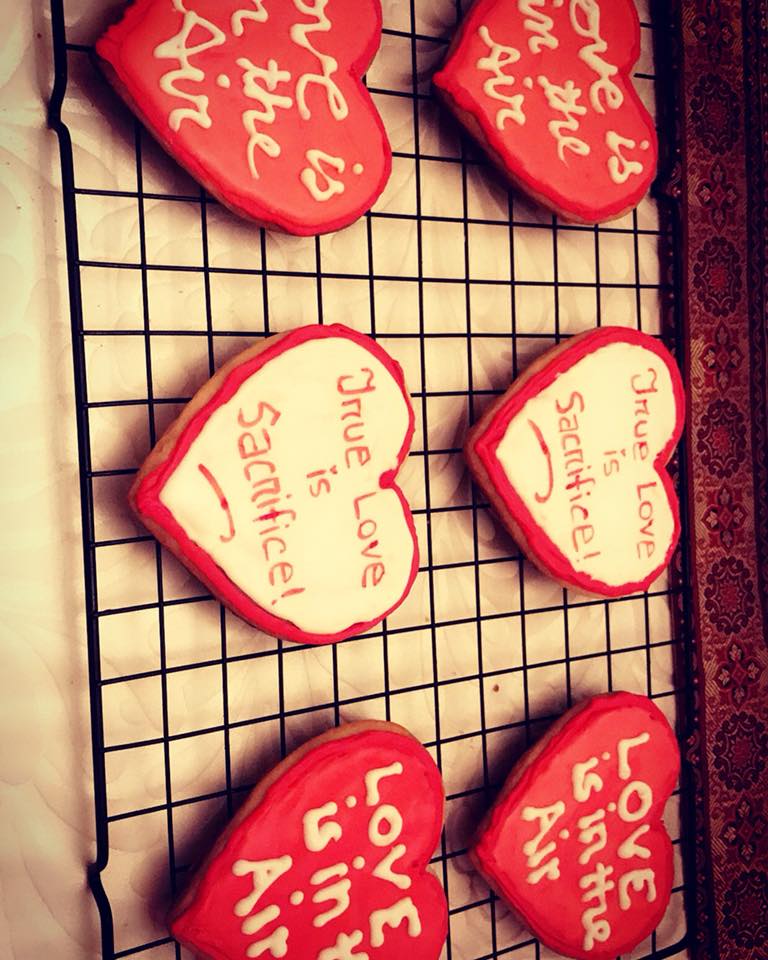 ove is
in the
Air
True Love
is
Sacrifice!
LOVE
is in the
Air
ove is
n the
Air
True Love
is
Sacrifice!
LOVE
is in t
Air